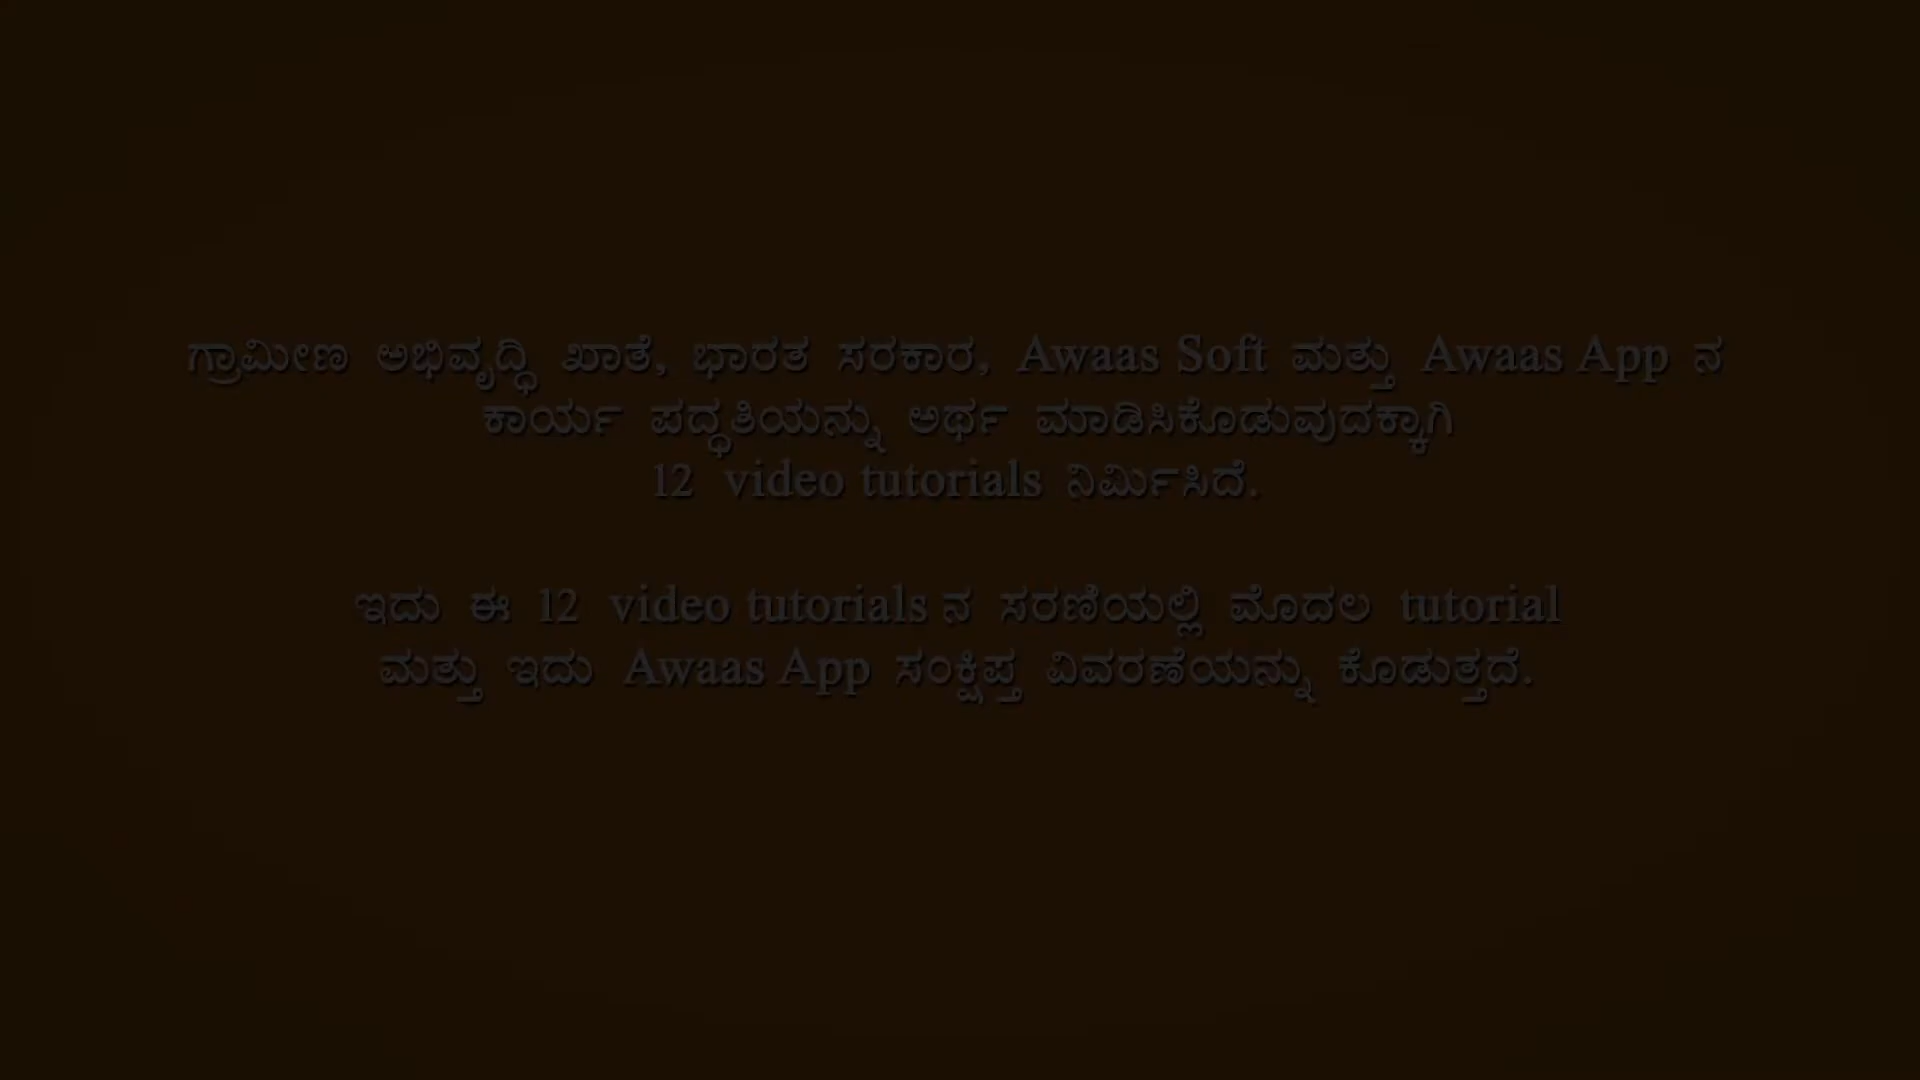 ಗ್ರಾಮೀಣ ಅಭಿವೃದ್ಧಿ ಖಾತೆ, ಭಾರತ ಸರಕಾರ, Awaas Soft ಮತ್ತು Awaas App ನ
ಕಾರ್ಯ ಪದ್ಧತಿಯನ್ನು ಅರ್ಥ ಮಾಡಿಸಿಕೊಡುವುದಕ್ಕಾಗಿ
12 video tutorials ನಿರ್ಮಿಸಿದೆ.
ಇದು ಈ 12 video tutorials ನ ಸರಣಿಯಲ್ಲಿ ಮೊದಲ tutorial
ಮತ್ತು ಇದು Awaas App ಸಂಕ್ಷಿಪ್ತ ವಿವರಣೆಯನ್ನು ಕೊಡುತ್ತದೆ.